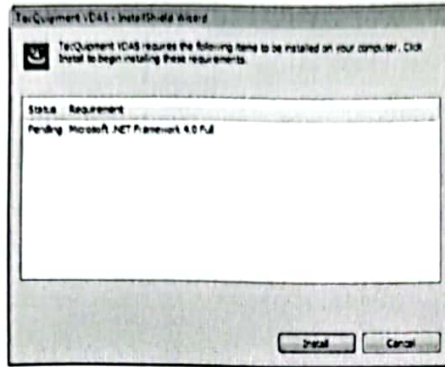 TecQuipment VDAS - InstallShield Wizard
TecQuipment VDAS requires the following items to be installed on your computer. Click
Install to begin installing these requirements.
Status Requirement
Pending Microsoft .NET Framework 4.0 Full
Install Cancel